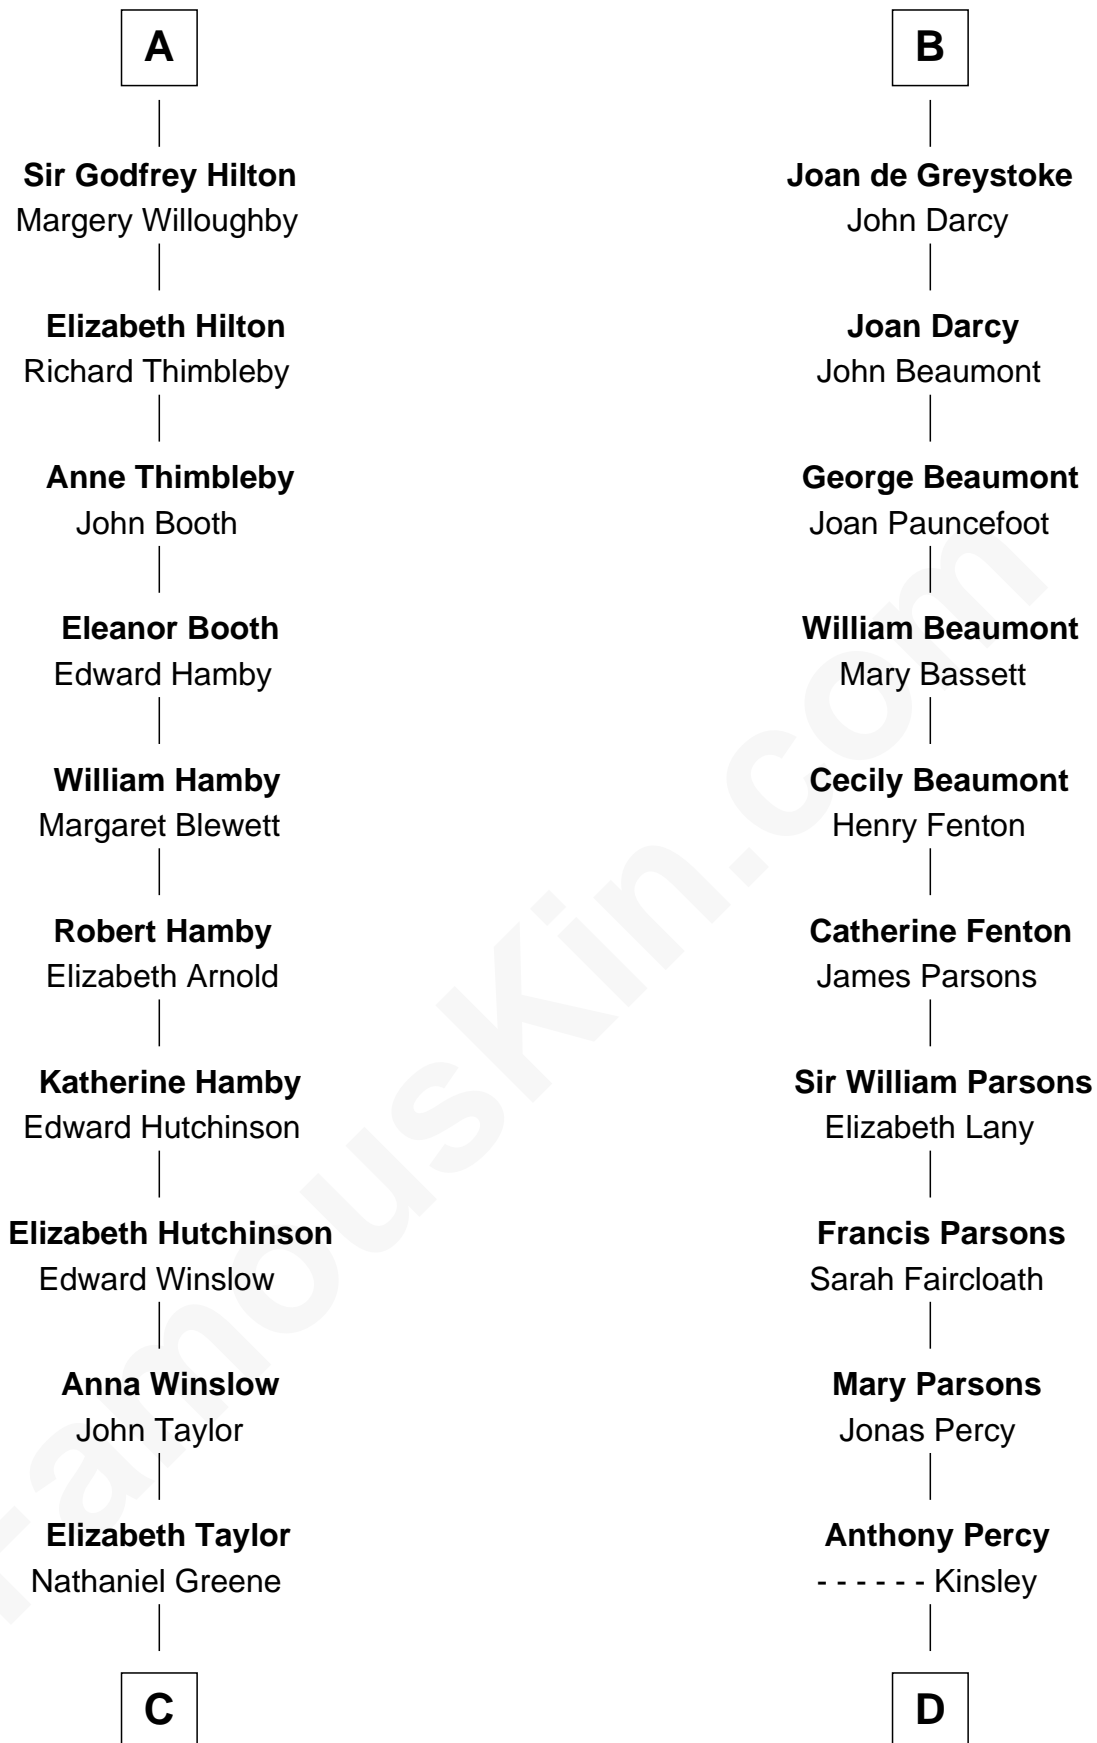 A
Sir Godfrey Hilton
Margery Willoughby
Elizabeth Hilton
Richard Thimbleby
Anne Thimbleby
John Booth
Eleanor Booth
Edward Hamby
William Hamby
Margaret Blewett
Robert Hamby
Elizabeth Arnold
Katherine Hamby
Edward Hutchinson
Elizabeth Hutchinson
Edward Winslow
Anna Winslow
John Taylor
Elizabeth Taylor
Nathaniel Greene
C
B
Joan de Greystoke
John Darcy
Joan Darcy
John Beaumont
George Beaumont
Joan Pauncefoot
William Beaumont
Mary Bassett
Cecily Beaumont
Henry Fenton
Catherine Fenton
James Parsons
Sir William Parsons
Elizabeth Lany
Francis Parsons
Sarah Faircloath
Mary Parsons
Jonas Percy
Anthony Percy
- - - - - - Kinsley
D
FamousKin.com